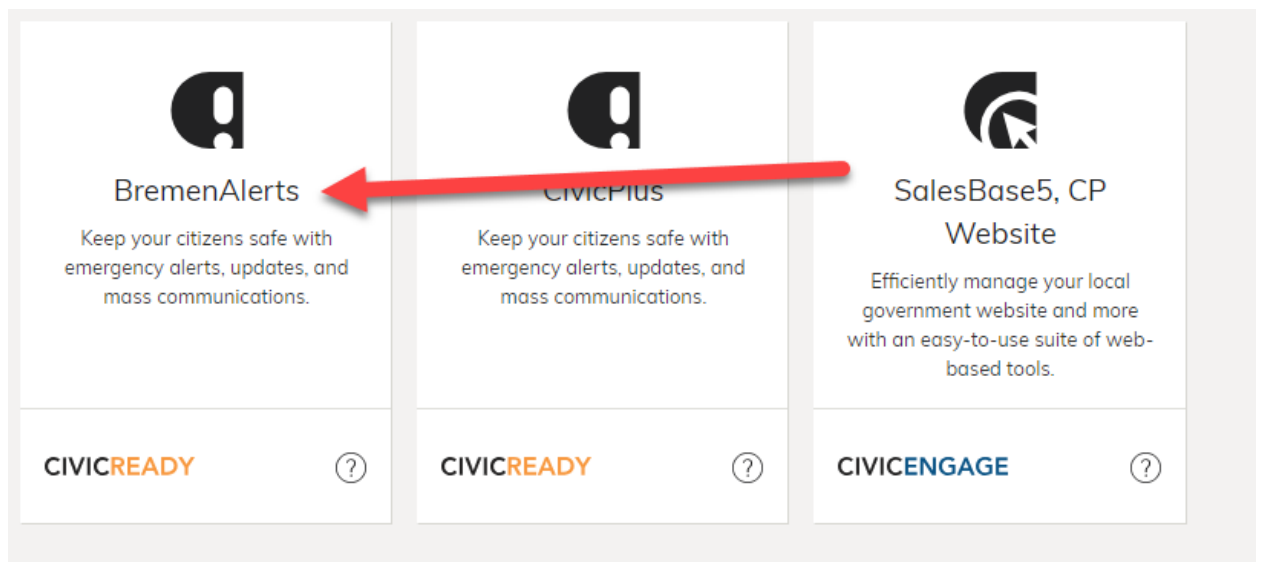 BremenAlerts
Keep your citizens safe with
emergency alerts, updates, and
mass communications.
CIVICREADY
?
CivicPlus
Keep your citizens safe with
emergency alerts, updates, and
mass communications.
CIVICREADY
?
SalesBase5, CP
Website
Efficiently manage your local
government website and more
with an easy-to-use suite of web-
based tools.
CIVICENGAGE
?